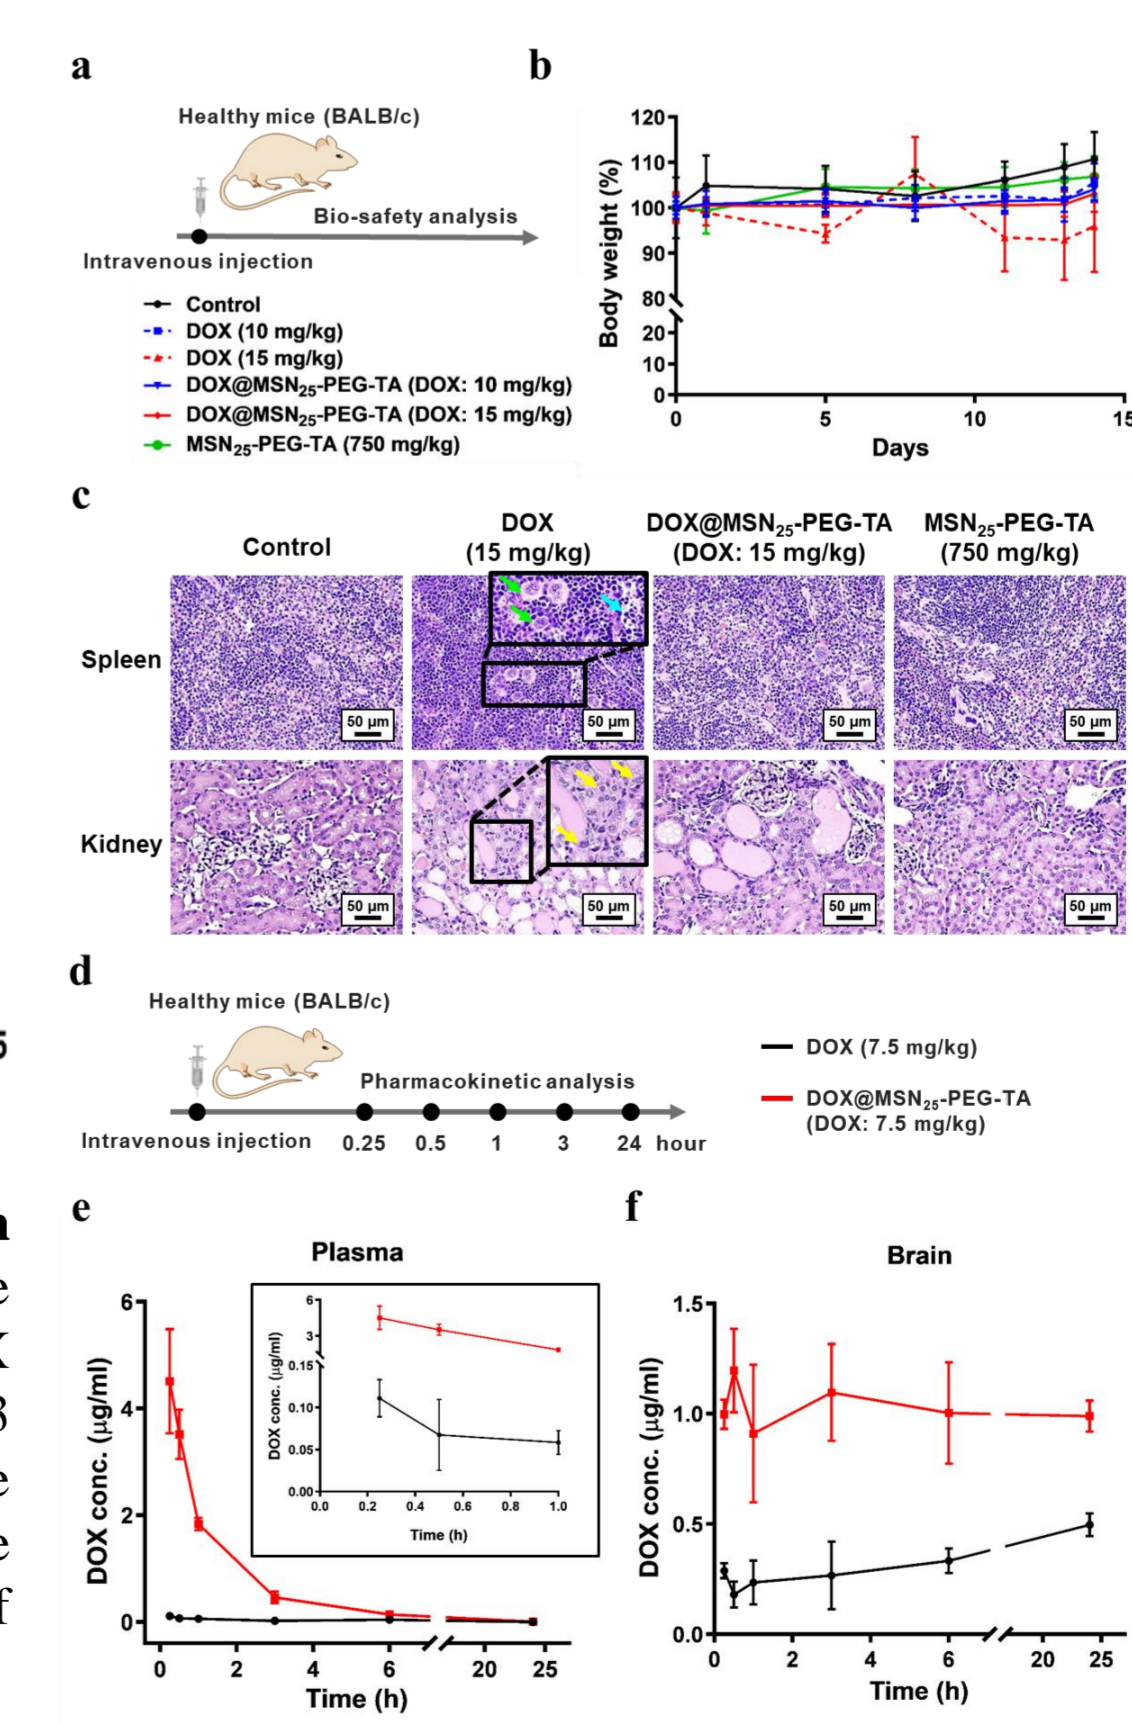 a
Healthy mice (BALB/c)
Bio-safety analysis
Intravenous injection
Control
DOX (10 mg/kg)
DOX (15 mg/kg)
DOX@MSN₂₅-PEG-TA (DOX: 10 mg/kg)
DOX@MSN₂₅-PEG-TA (DOX: 15 mg/kg)
MSN₂₅-PEG-TA (750 mg/kg)
b
Body weight (%)
120
110
100
90
80
20
10
0
0 5 10 15
Days
c
Control
DOX
(15 mg/kg)
DOX@MSN₂₅-PEG-TA
(DOX: 15 mg/kg)
MSN₂₅-PEG-TA
(750 mg/kg)
Spleen
50 µm 50 µm 50 µm 50 µm
Kidney
50 µm 50 µm 50 µm 50 µm
d
Healthy mice (BALB/c)
Pharmacokinetic analysis
Intravenous injection 0.25 0.5 1 3 24 hour
DOX (7.5 mg/kg)
DOX@MSN₂₅-PEG-TA
(DOX: 7.5 mg/kg)
e
Plasma
DOX conc. (µg/ml)
6
4
2
0
0 2 4 6 20 25
Time (h)
DOX conc. (µg/ml)
6
3
0.15
0.10
0.05
0.00
0.0 0.2 0.4 0.6 0.8 1.0
Time (h)
f
Brain
DOX conc. (µg/ml)
1.5
1.0
0.5
0.0
0 2 4 6 20 25
Time (h)